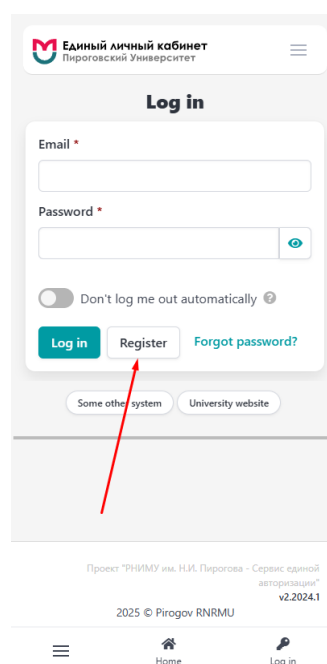 Единый личный кабинет
Пироговский Университет
Log in
Email *
Password *
Don't log me out automatically ?
Log in
Register
Forgot password?
Some other system
University website
Проект "РНИМУ им. Н.И. Пирогова - Сервис единой
авторизации"
v2.2024.1
2025 © Pirogov RNRMU
Home
Log in